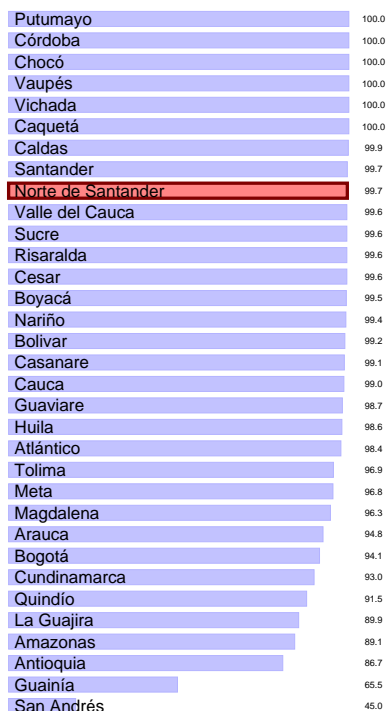 Putumayo 100.0
Córdoba 100.0
Chocó 100.0
Vaupés 100.0
Vichada 100.0
Caquetá 100.0
Caldas 99.9
Santander 99.7
Norte de Santander 99.7
Valle del Cauca 99.6
Sucre 99.6
Risaralda 99.6
Cesar 99.6
Boyacá 99.5
Nariño 99.4
Bolivar 99.2
Casanare 99.1
Cauca 99.0
Guaviare 98.7
Huila 98.6
Atlántico 98.4
Tolima 96.9
Meta 96.8
Magdalena 96.3
Arauca 94.8
Bogotá 94.1
Cundinamarca 93.0
Quindío 91.5
La Guajira 89.9
Amazonas 89.1
Antioquia 86.7
Guainía 65.5
San Andrés 45.0